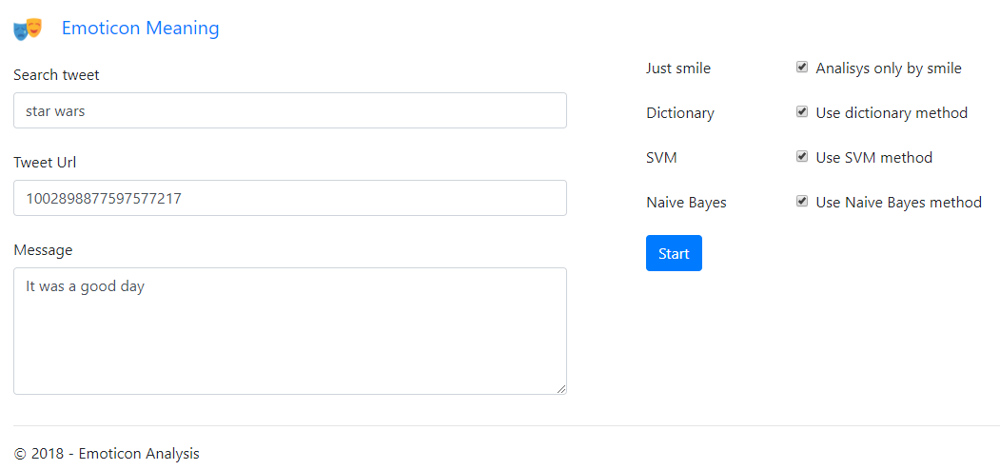 Emoticon Meaning
Search tweet
star wars
Tweet Url
1002898877597577217
Message
It was a good day
Just smile Analisys only by smile
Dictionary Use dictionary method
SVM Use SVM method
Naive Bayes Use Naive Bayes method
Start
© 2018 - Emoticon Analysis